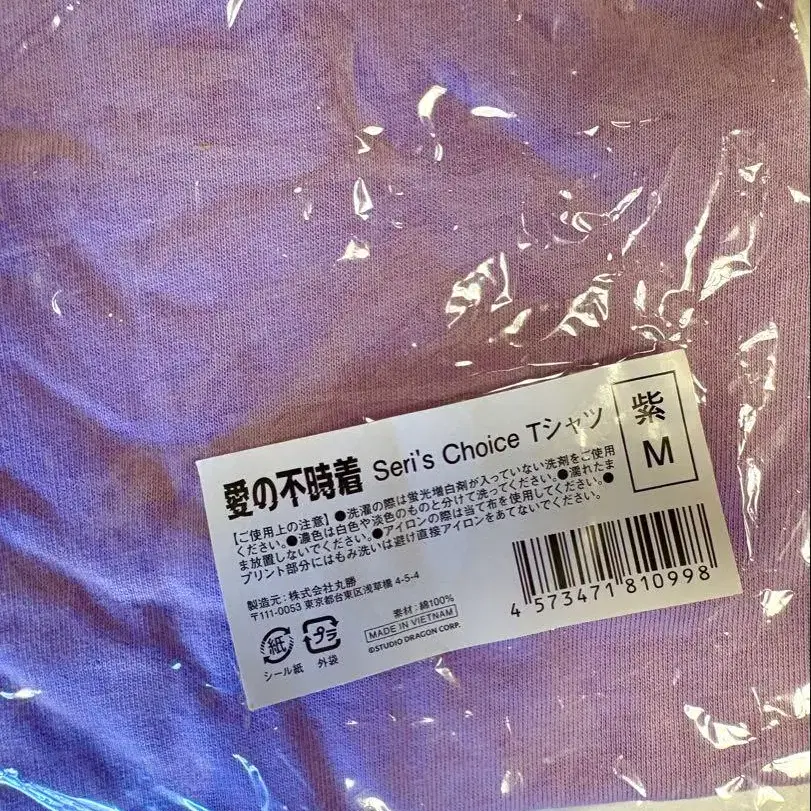 愛の不時着 Seri's Choice Tシャツ
紫
M
【ご使用上の注意】●洗濯の際は蛍光増白剤が入っていない洗剤をご使用
ください。●濃色は白色や淡色のものと分けて洗ってください。●濡れたま
ま放置しないでください。●アイロンの際は当て布を使用してください。●
プリント部分にはもみ洗いは避け直接アイロンをあてないでください。
製造元:株式会社丸勝
〒111-0053 東京都台東区浅草橋 4-5-4
素材:綿100%
MADE IN VIETNAM
©STUDIO DRAGON CORP.
紙
シール紙
プラ
外袋
4 573471 810998